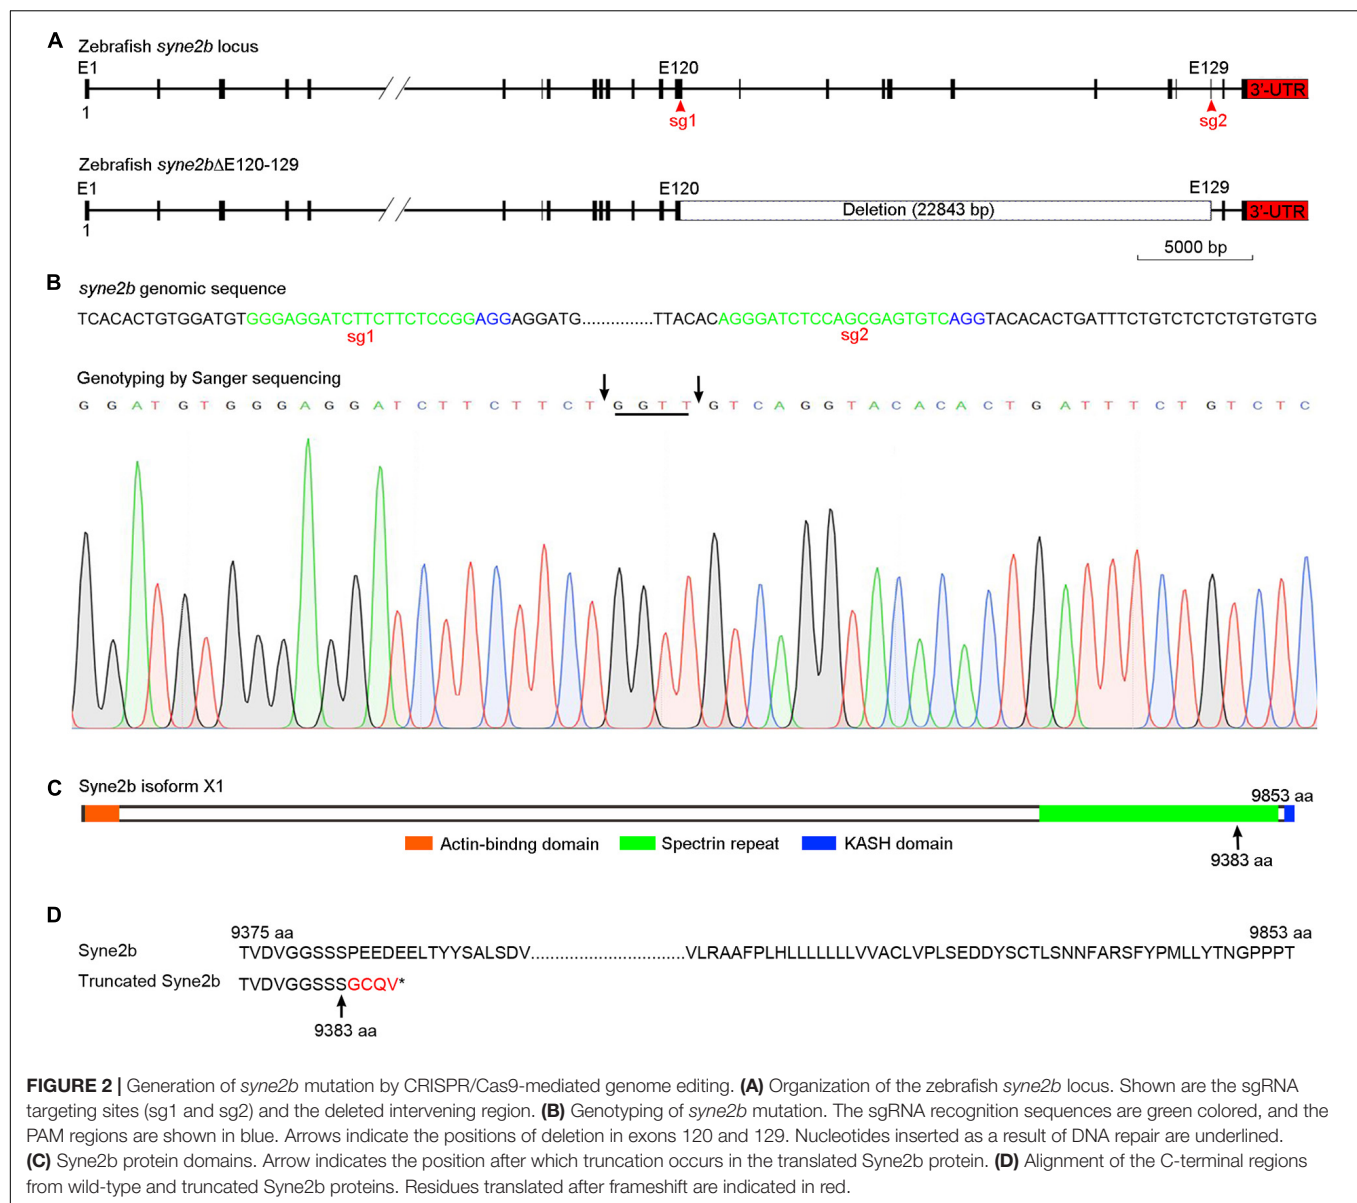 A
Zebrafish syne2b locus
E1 E120 E129
3'-UTR
1 sg1 sg2
Zebrafish syne2bΔE120-129
E1 E120 E129
Deletion (22843 bp) 3'-UTR
1
5000 bp
B
syne2b genomic sequence
TCACACTGTGGATGTGGGAGGATCTTCTTCTCCGGAGGAGGATG...............TTACACAGGGATCTCCAGCGAGTGTCAGGTACACACTGATTTCTGTCTCTCTGTGTGTG
sg1 sg2
Genotyping by Sanger sequencing
G G A T G T G G G A G G A T C T T C T T C T G G T T G T C A G G T A C A C A C T G A T T T C T G T C T C
C
Syne2b isoform X1
9853 aa
Actin-bindng domain Spectrin repeat KASH domain
9383 aa
D
9375 aa 9853 aa
Syne2b TVDVGGSSSPEEDEELTYYSALSDV..............................VLRAAFPLHLLLLLLLVVACLVPLSEDDYSCTLSNNFARSFYPMLLYTNGPPPT
Truncated Syne2b TVDVGGSSSGCQV*
9383 aa
FIGURE 2 | Generation of syne2b mutation by CRISPR/Cas9-mediated genome editing. (A) Organization of the zebrafish syne2b locus. Shown are the sgRNA
targeting sites (sg1 and sg2) and the deleted intervening region. (B) Genotyping of syne2b mutation. The sgRNA recognition sequences are green colored, and the
PAM regions are shown in blue. Arrows indicate the positions of deletion in exons 120 and 129. Nucleotides inserted as a result of DNA repair are underlined.
(C) Syne2b protein domains. Arrow indicates the position after which truncation occurs in the translated Syne2b protein. (D) Alignment of the C-terminal regions
from wild-type and truncated Syne2b proteins. Residues translated after frameshift are indicated in red.